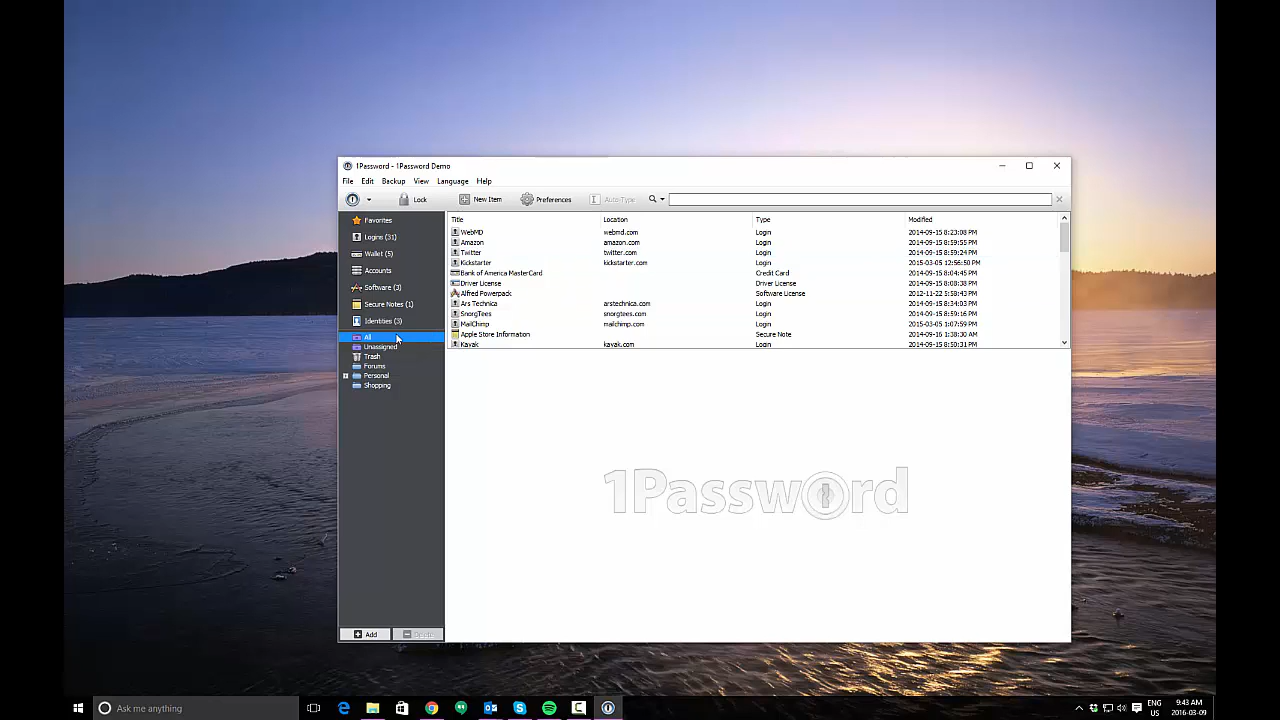 1Password - 1Password Demo
File Edit Backup View Language Help
Lock New Item Preferences Auto-Type
Favorites
Logins (31)
Wallet (5)
Accounts
Software (3)
Secure Notes (1)
Identities (3)
All
Unassigned
Trash
Forums
Personal
Shopping
Add Delete
Title Location Type Modified
WebMD webmd.com Login 2014-09-15 8:23:08 PM
Amazon amazon.com Login 2014-09-15 8:59:55 PM
Twitter twitter.com Login 2014-09-15 8:59:24 PM
Kickstarter kickstarter.com Login 2015-03-05 12:56:50 PM
Bank of America MasterCard Credit Card 2014-09-15 8:04:45 PM
Driver License Driver License 2014-09-15 8:08:38 PM
Alfred Powerpack Software License 2012-11-22 5:58:43 PM
Ars Technica arstechnica.com Login 2014-09-15 8:34:03 PM
SnorgTees snorgtees.com Login 2014-09-15 8:59:16 PM
MailChimp mailchimp.com Login 2015-03-05 1:07:59 PM
Apple Store Information Secure Note 2014-09-16 1:38:30 AM
Kayak kayak.com Login 2014-09-15 8:50:31 PM
1Password
Ask me anything
ENG
US
9:43 AM
2016-03-09